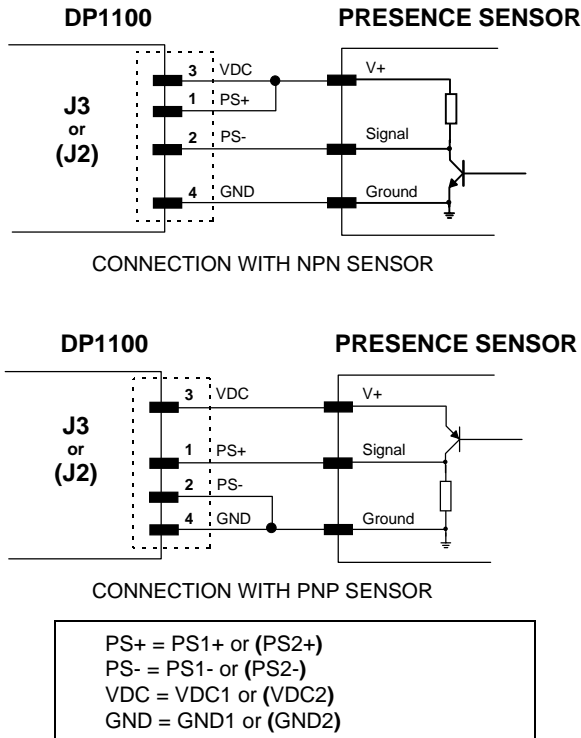 DP1100 PRESENCE SENSOR
3 VDC V+
1 PS+
J3
or
(J2)
2 PS- Signal
4 GND Ground
CONNECTION WITH NPN SENSOR
DP1100 PRESENCE SENSOR
3 VDC V+
J3
or
(J2)
1 PS+ Signal
2 PS-
4 GND Ground
CONNECTION WITH PNP SENSOR
PS+ = PS1+ or (PS2+)
PS- = PS1- or (PS2-)
VDC = VDC1 or (VDC2)
GND = GND1 or (GND2)